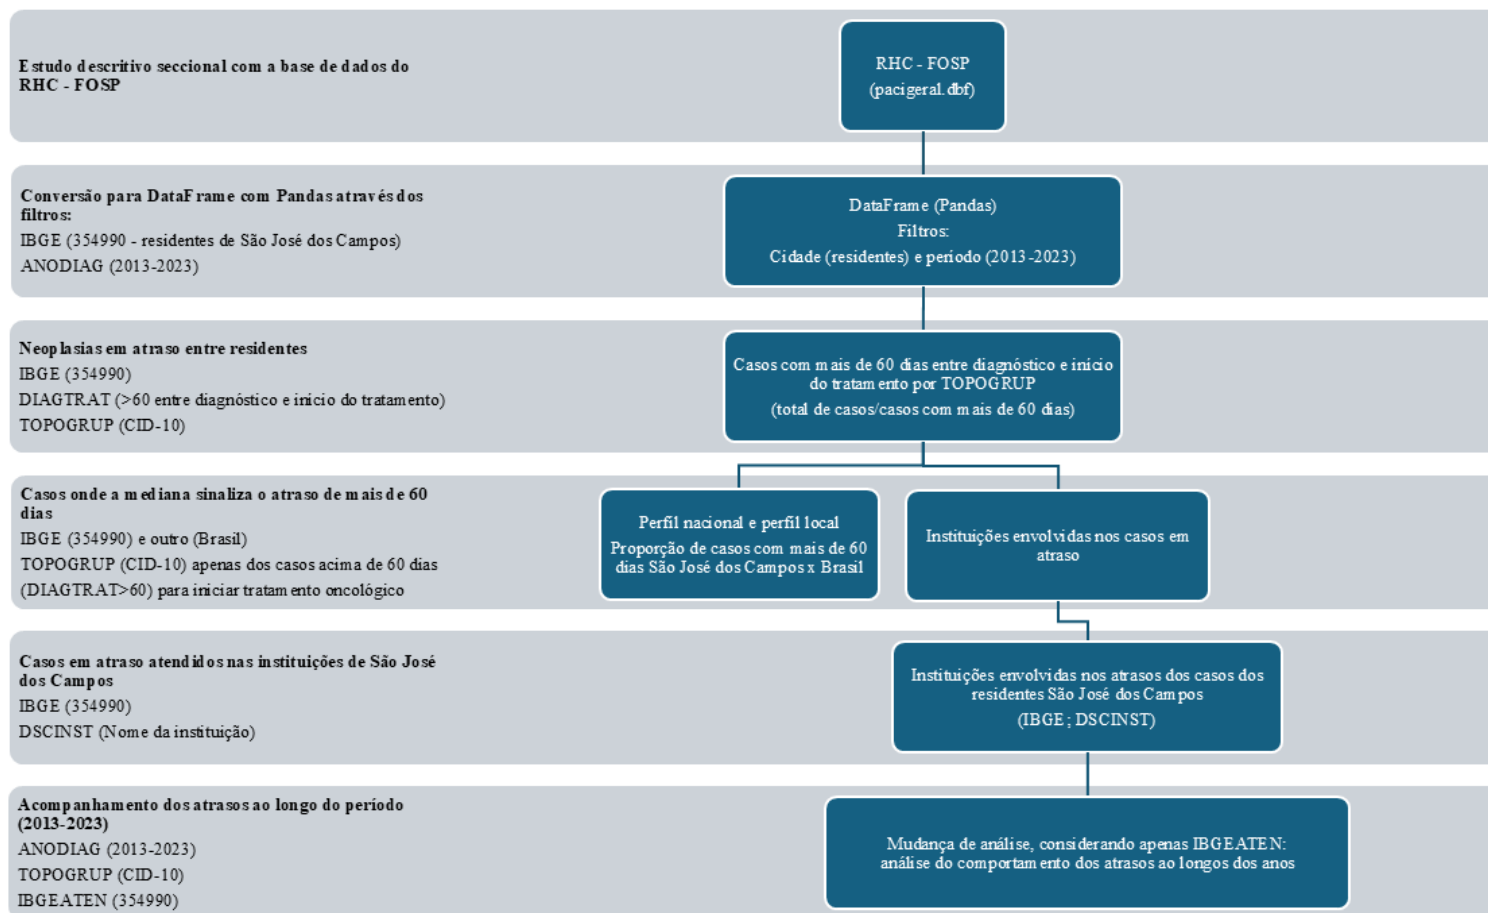 Estudo descritivo seccional com a base de dados do
RHC - FOSP
RHC - FOSP
(pacigeral.dbf)
Conversão para DataFrame com Pandas através dos
filtros:
IBGE (354990 - residentes de São José dos Campos)
ANODIAG (2013-2023)
DataFrame (Pandas)
Filtros:
Cidade (residentes) e período (2013-2023)
Neoplasias em atraso entre residentes
IBGE (354990)
DIAGTRAT (>60 entre diagnóstico e início do tratamento)
TOPOGRUP (CID-10)
Casos com mais de 60 dias entre diagnóstico e início
do tratamento por TOPOGRUP
(total de casos/casos com mais de 60 dias)
Casos onde a mediana sinaliza o atraso de mais de 60
dias
IBGE (354990) e outro (Brasil)
TOPOGRUP (CID-10) apenas dos casos acima de 60 dias
(DIAGTRAT>60) para iniciar tratamento oncológico
Perfil nacional e perfil local
Proporção de casos com mais de 60
dias São José dos Campos x Brasil
Instituições envolvidas nos casos em
atraso
Casos em atraso atendidos nas instituições de São José
dos Campos
IBGE (354990)
DSCINST (Nome da instituição)
Instituições envolvidas nos atrasos dos casos dos
residentes São José dos Campos
(IBGE; DSCINST)
Acompanhamento dos atrasos ao longo do período
(2013-2023)
ANODIAG (2013-2023)
TOPOGRUP (CID-10)
IBGEATEN (354990)
Mudança de análise, considerando apenas IBGEATEN:
análise do comportamento dos atrasos ao longos dos anos